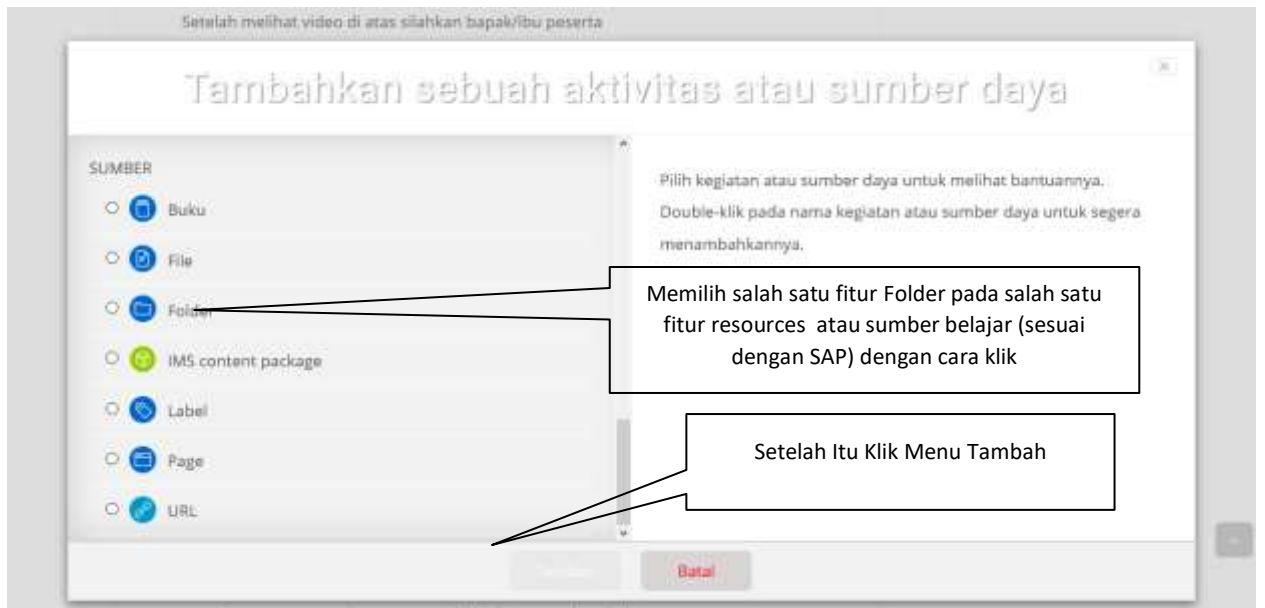 Setelah melihat video di atas silahkan bapak/ibu peserta
Tambahkan sebuah aktivitas atau sumber daya
SUMBER
Buku
File
Folder
IMS content package
Label
Page
URL
Pilih kegiatan atau sumber daya untuk melihat bantuannya.
Double-klik pada nama kegiatan atau sumber daya untuk segera
menambahkannya.
Memilih salah satu fitur Folder pada salah satu
fitur resources atau sumber belajar (sesuai
dengan SAP) dengan cara klik
Setelah Itu Klik Menu Tambah
Batal